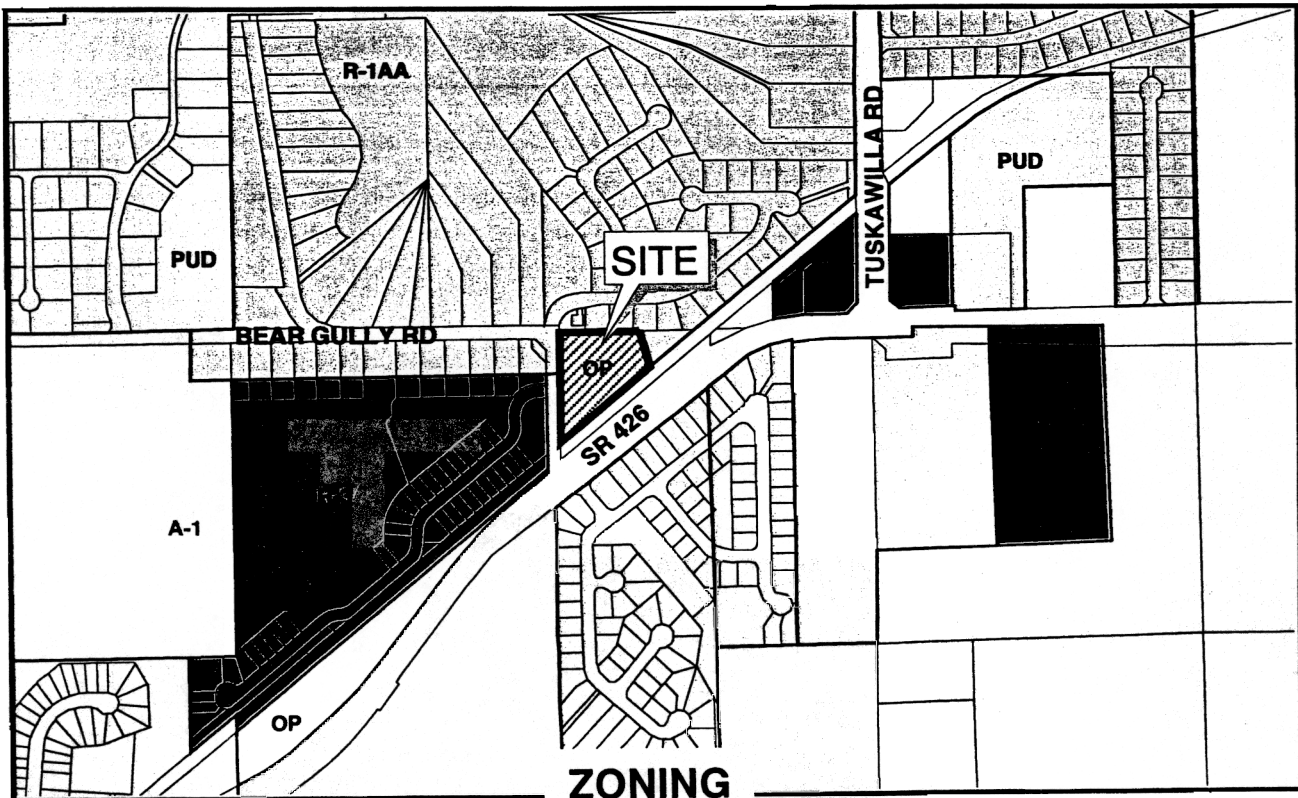 R-1AA
TUSKAWILLA RD
PUD
PUD
SITE
BEAR GULLY RD
OP
SR 426
A-1
OP
ZONING